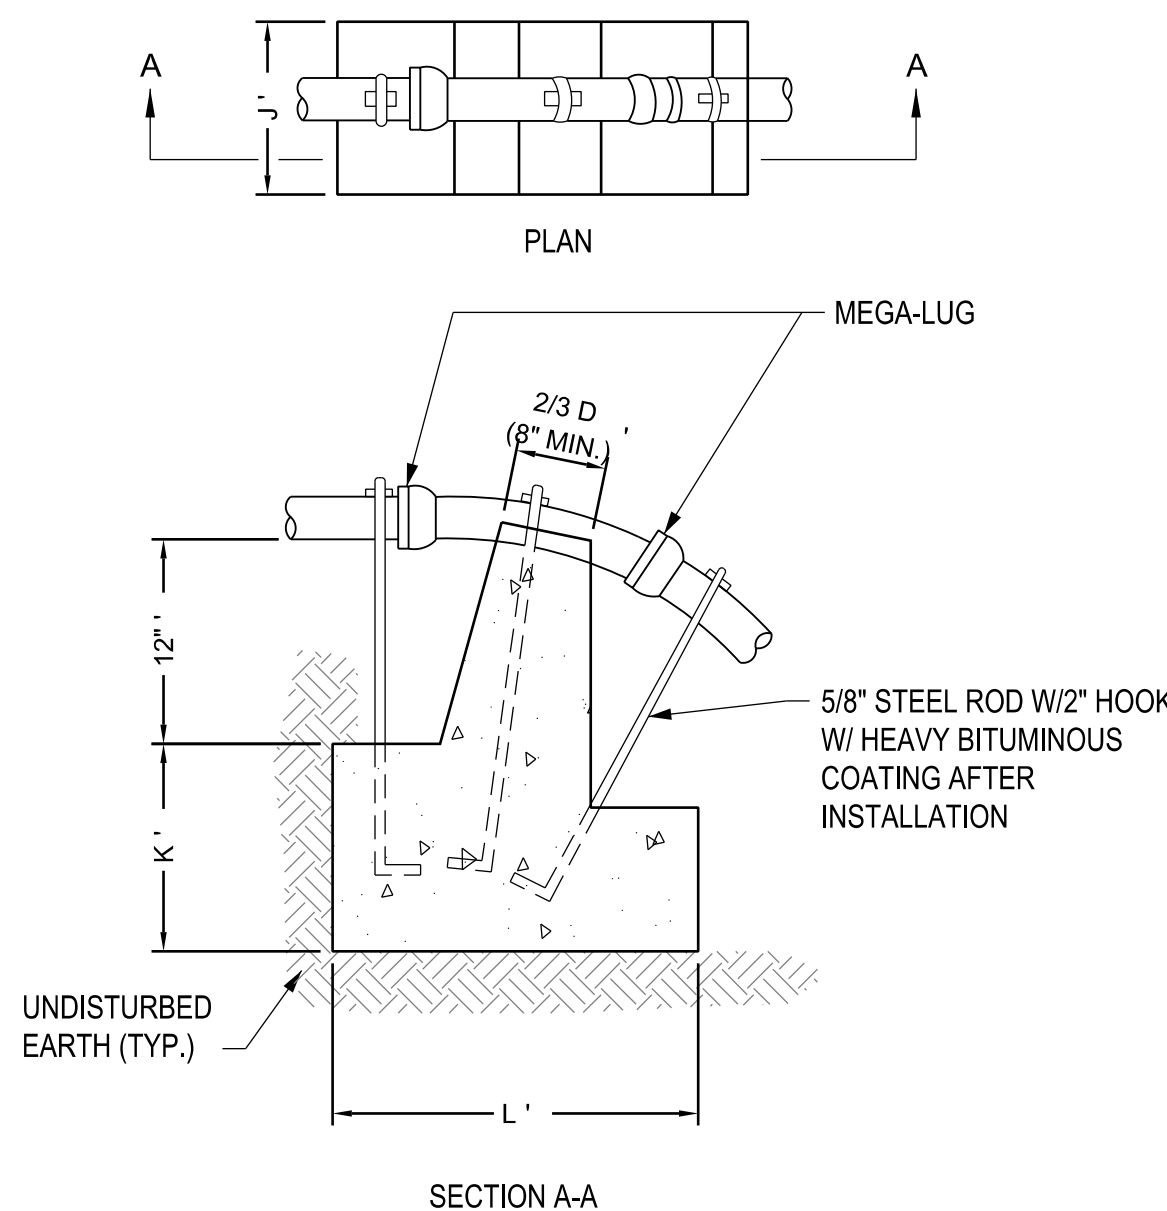 A
A
J '
PLAN
MEGA-LUG
2/3 D
(8" MIN.) '
12" '
5/8" STEEL ROD W/2" HOOK
W/ HEAVY BITUMINOUS
COATING AFTER
INSTALLATION
K '
UNDISTURBED
EARTH (TYP.)
L '
SECTION A-A